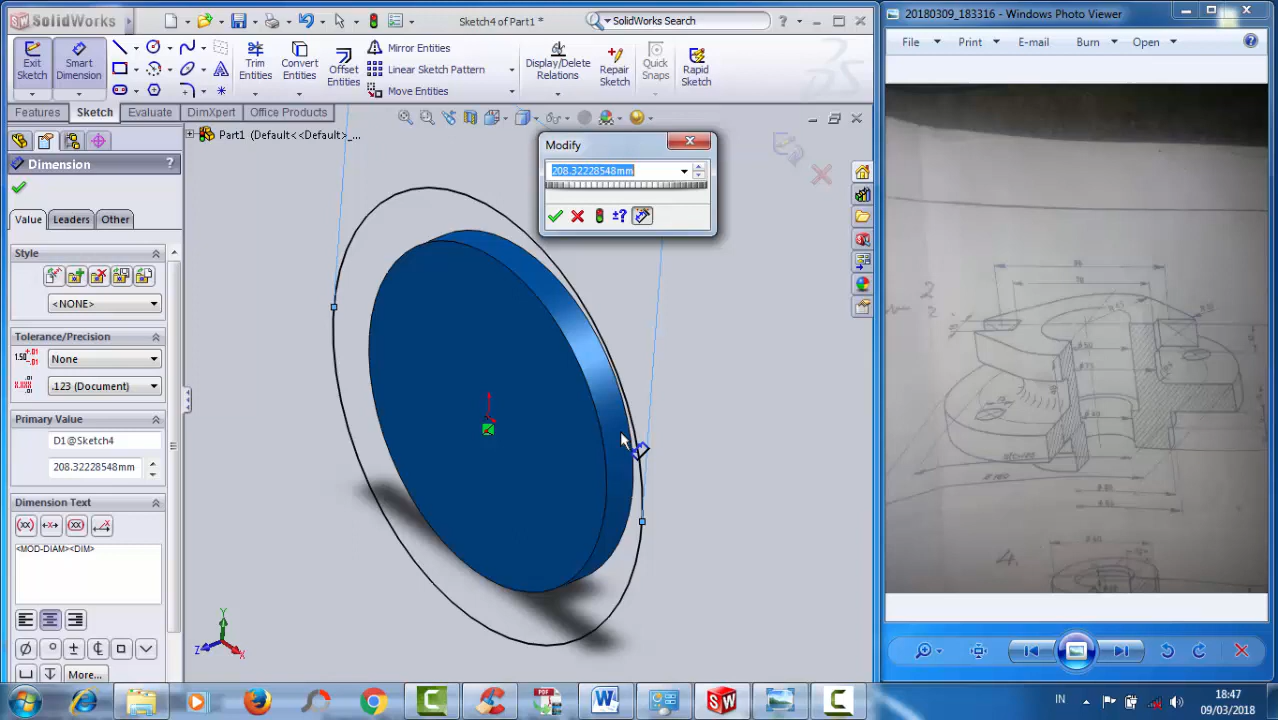 SolidWorks
Sketch4 of Part1 *
SolidWorks Search
?
20180309_183316 - Windows Photo Viewer
File
Print
E-mail
Burn
Open
Exit Sketch
Smart Dimension
Trim Entities
Convert Entities
Offset Entities
Mirror Entities
Linear Sketch Pattern
Move Entities
Display/Delete Relations
Repair Sketch
Quick Snaps
Rapid Sketch
Features
Sketch
Evaluate
DimXpert
Office Products
Part1 (Default<<Default>_...
Dimension
?
Value
Leaders
Other
Style
<NONE>
Tolerance/Precision
None
.123 (Document)
Primary Value
D1@Sketch4
208.32228548mm
Dimension Text
<MOD-DIAM><DIM>
More...
Modify
208.32228548mm
±?
Y
Z
X
4.
IN
18:47
09/03/2018